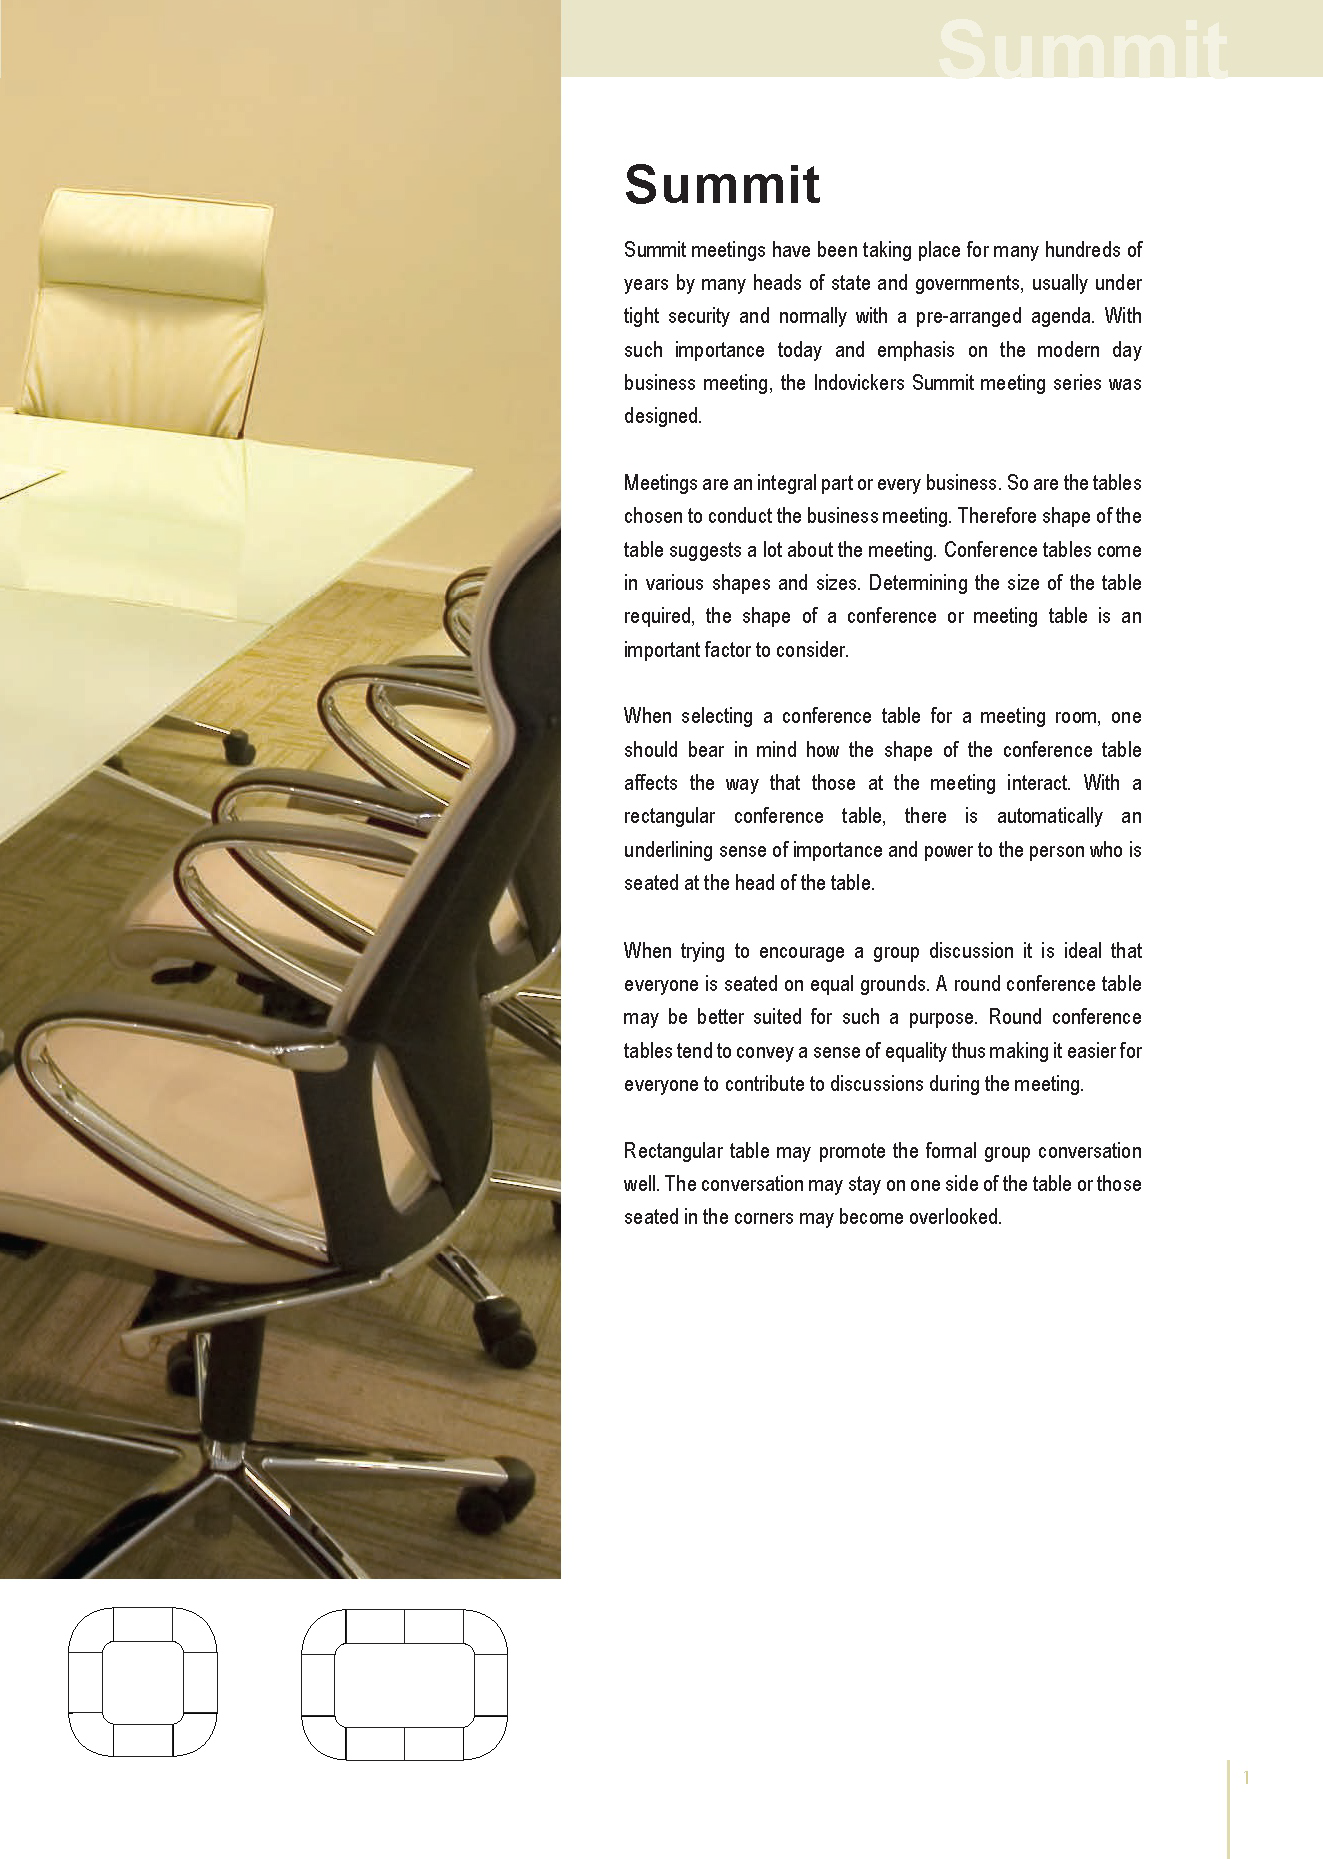 Summit
Summit
Summit meetings have been taking place for many hundreds of
years by many heads of state and governments, usually under
tight security and normally with a pre-arranged agenda. With
such importance today and emphasis on the modern day
business meeting, the Indovickers Summit meeting series was
designed.
Meetings are an integral part or every business. So are the tables
chosen to conduct the business meeting. Therefore shape of the
table suggests a lot about the meeting. Conference tables come
in various shapes and sizes. Determining the size of the table
required, the shape of a conference or meeting table is an
important factor to consider.
When selecting a conference table for a meeting room, one
should bear in mind how the shape of the conference table
affects the way that those at the meeting interact. With a
rectangular conference table, there is automatically an
underlining sense of importance and power to the person who is
seated at the head of the table.
When trying to encourage a group discussion it is ideal that
everyone is seated on equal grounds. A round conference table
may be better suited for such a purpose. Round conference
tables tend to convey a sense of equality thus making it easier for
everyone to contribute to discussions during the meeting.
Rectangular table may promote the formal group conversation
well. The conversation may stay on one side of the table or those
seated in the corners may become overlooked.
1